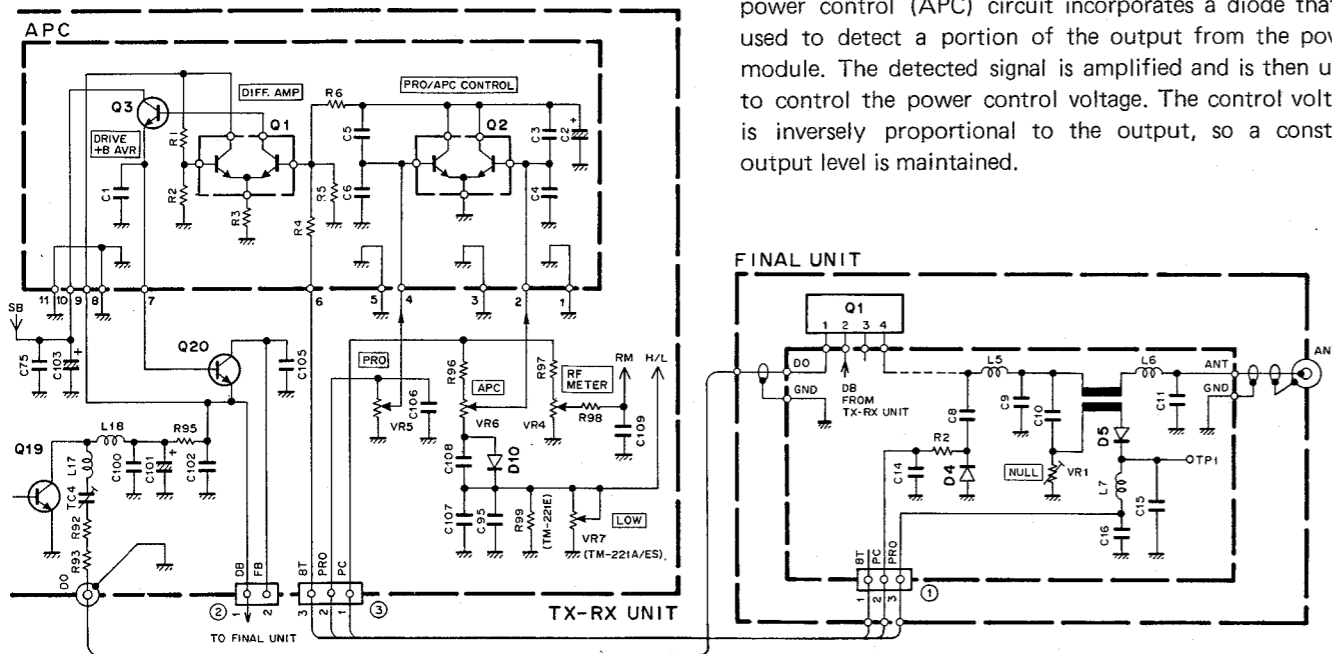 power control (APC) circuit incorporates a diode that
used to detect a portion of the output from the pov
module. The detected signal is amplified and is then u
to control the power control voltage. The control volt
is inversely proportional to the output, so a const
output level is maintained.
APC
Q3
DIFF. AMP
R6
PRO/APC CONTROL
DRIVE
+B AVR
R1
Q1
C5
Q2
C3
C2
+
C1
R2
R3
R4
R5
C6
C4
11
10
9
8
7
6
5
4
3
2
1
SB
C75
C103
+
Q20
C105
PRO
VR5
C106
R96
APC
VR6
R97
RF
METER
VR4
R98
RM
H/L
C109
Q19
L18
L17
C100
C101
+
R95
C102
TC4
R92
R93
DO
C108
D10
C107
C95
R99
(TM-221E)
LOW
VR7
(TM-221A/ES).
DB
FB
②
1
2
TO FINAL UNIT
8T
PRO
PC
3
2
1
③
TX-RX UNIT
FINAL UNIT
Q1
1
2
3
4
DO
GND
DB
FROM
TX-RX UNIT
L5
C8
C9
C10
L6
ANT
C11
GND
AN
R2
C14
D4
NULL
VR1
D5
TP1
L7
C15
C16
8T
PC
PRO
1
2
3
①